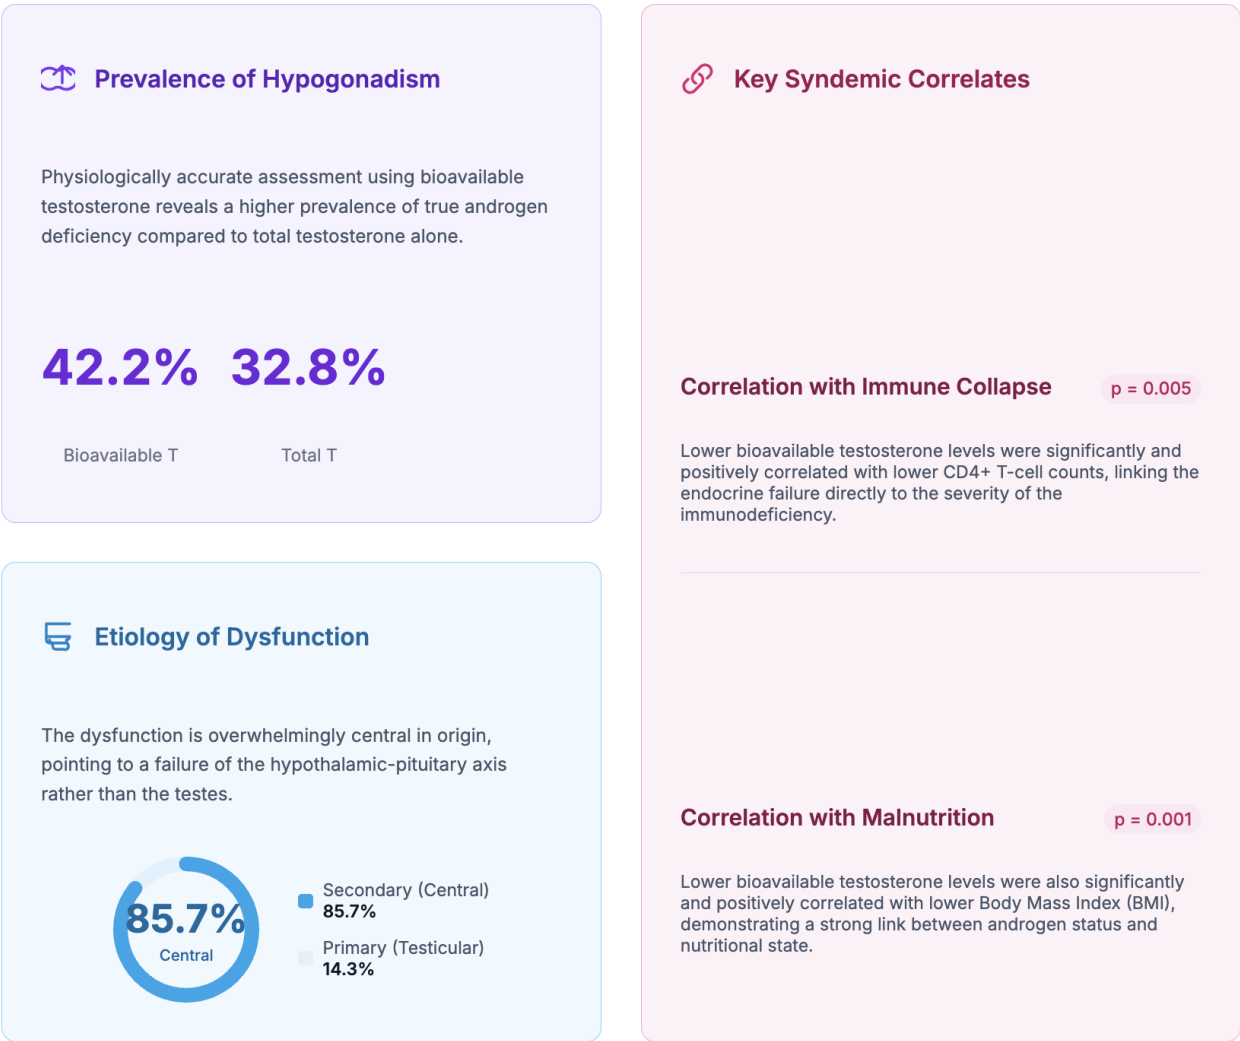 Prevalence of Hypogonadism
Physiologically accurate assessment using bioavailable
testosterone reveals a higher prevalence of true androgen
deficiency compared to total testosterone alone.
42.2% 32.8%
Bioavailable T Total T
Etiology of Dysfunction
The dysfunction is overwhelmingly central in origin,
pointing to a failure of the hypothalamic-pituitary axis
rather than the testes.
85.7%
Central
Secondary (Central)
85.7%
Primary (Testicular)
14.3%
Key Syndemic Correlates
Correlation with Immune Collapse p = 0.005
Lower bioavailable testosterone levels were significantly and
positively correlated with lower CD4+ T-cell counts, linking the
endocrine failure directly to the severity of the
immunodeficiency.
Correlation with Malnutrition p = 0.001
Lower bioavailable testosterone levels were also significantly
and positively correlated with lower Body Mass Index (BMI),
demonstrating a strong link between androgen status and
nutritional state.